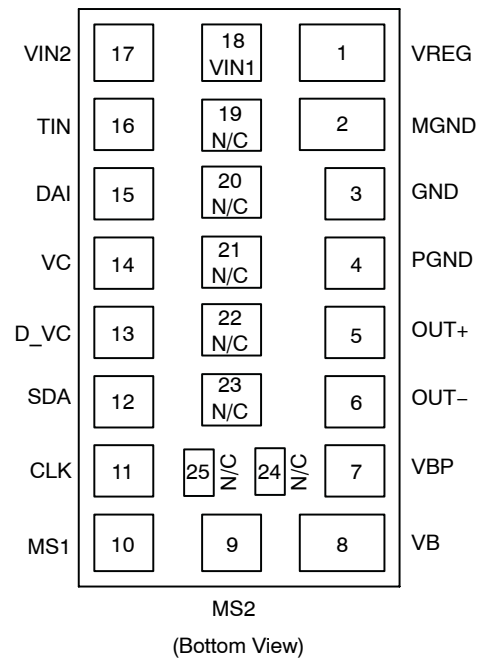 VIN2 17 18 1 VREG
VIN1
TIN 16 19 2 MGND
N/C
DAI 15 20 3 GND
N/C
VC 14 21 4 PGND
N/C
D_VC 13 22 5 OUT+
N/C
SDA 12 23 6 OUT−
N/C
CLK 11 25 N/C 24 N/C 7 VBP
MS1 10 9 8 VB
MS2
(Bottom View)